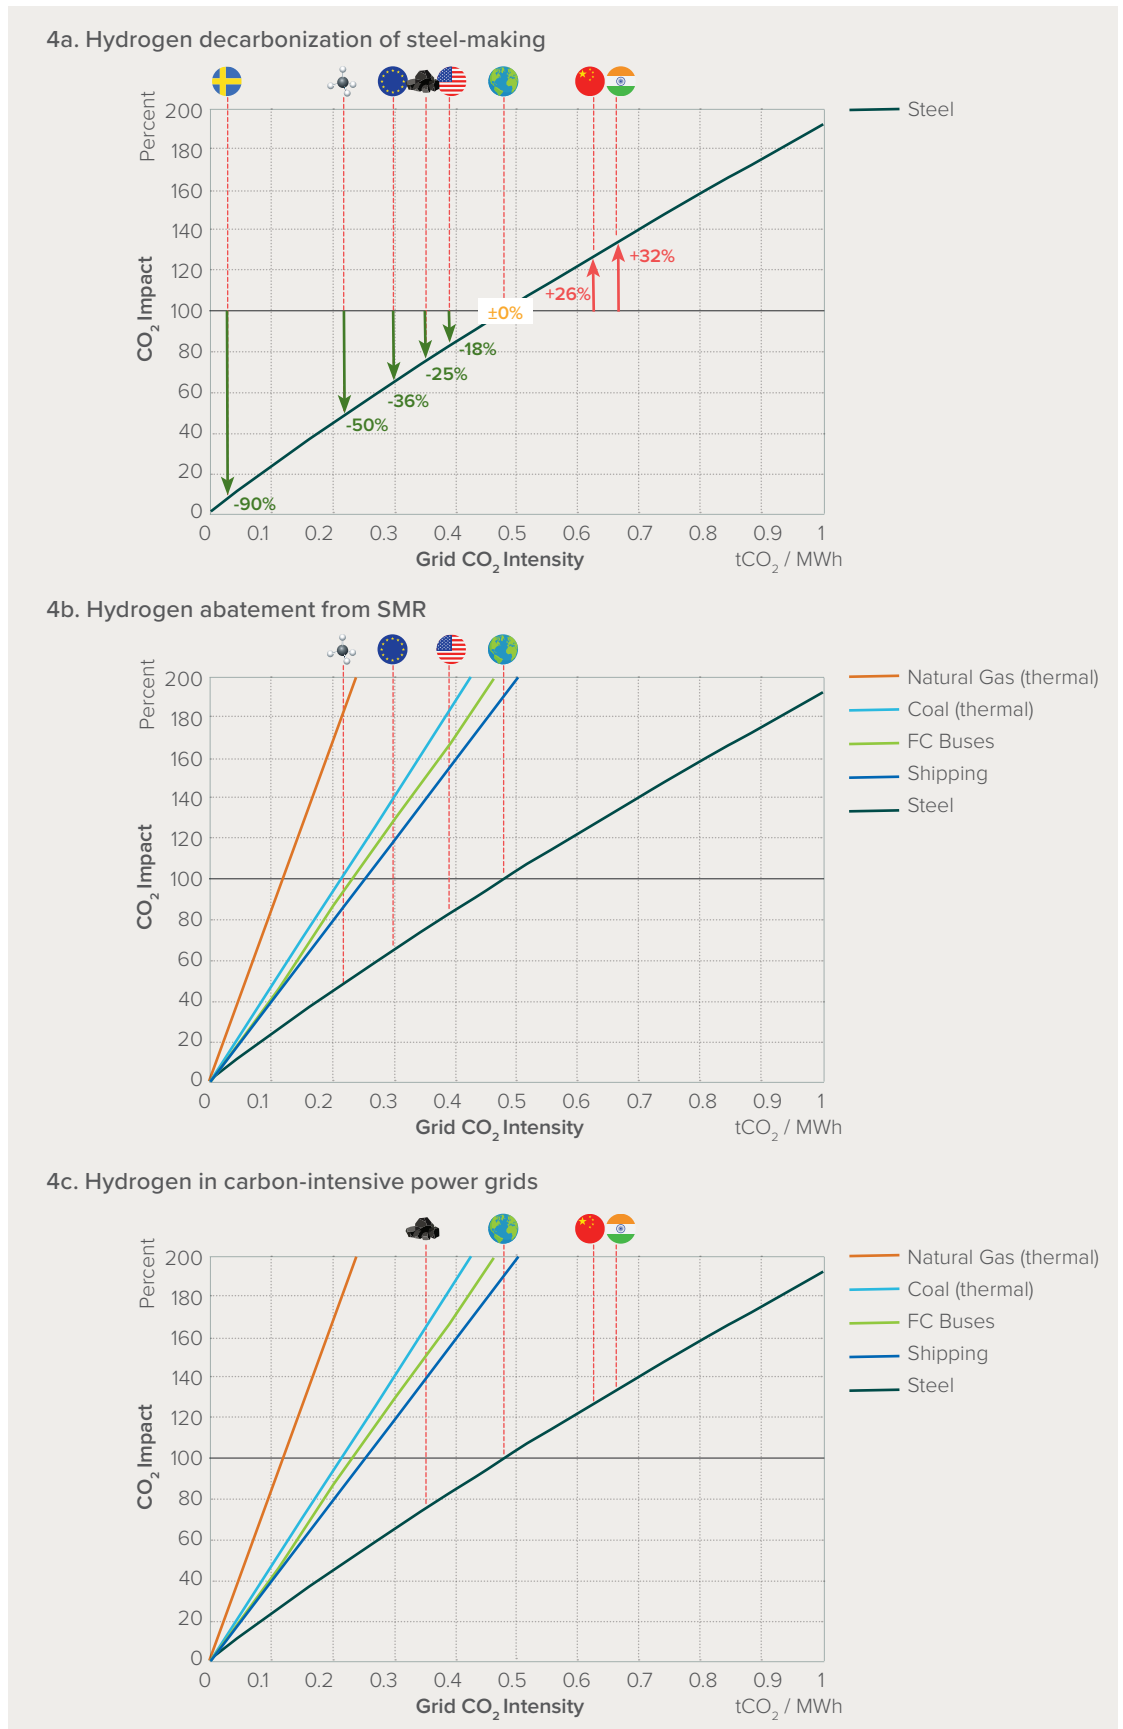 4a. Hydrogen decarbonization of steel-making
Percent
CO2 Impact
200
180
160
140
120
100
80
60
40
20
0
Steel
+32%
+26%
±0%
-18%
-25%
-36%
-50%
-90%
0 0.1 0.2 0.3 0.4 0.5 0.6 0.7 0.8 0.9 1
Grid CO2 Intensity tCO2 / MWh
4b. Hydrogen abatement from SMR
Percent
CO2 Impact
200
180
160
140
120
100
80
60
40
20
0
Natural Gas (thermal)
Coal (thermal)
FC Buses
Shipping
Steel
0 0.1 0.2 0.3 0.4 0.5 0.6 0.7 0.8 0.9 1
Grid CO2 Intensity tCO2 / MWh
4c. Hydrogen in carbon-intensive power grids
Percent
CO2 Impact
200
180
160
140
120
100
80
60
40
20
0
Natural Gas (thermal)
Coal (thermal)
FC Buses
Shipping
Steel
0 0.1 0.2 0.3 0.4 0.5 0.6 0.7 0.8 0.9 1
Grid CO2 Intensity tCO2 / MWh